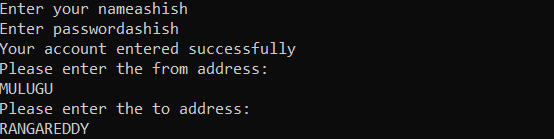 Enter your nameashish
Enter passwordashish
Your account entered successfully
Please enter the from address:
MULUGU
Please enter the to address:
RANGAREDDY